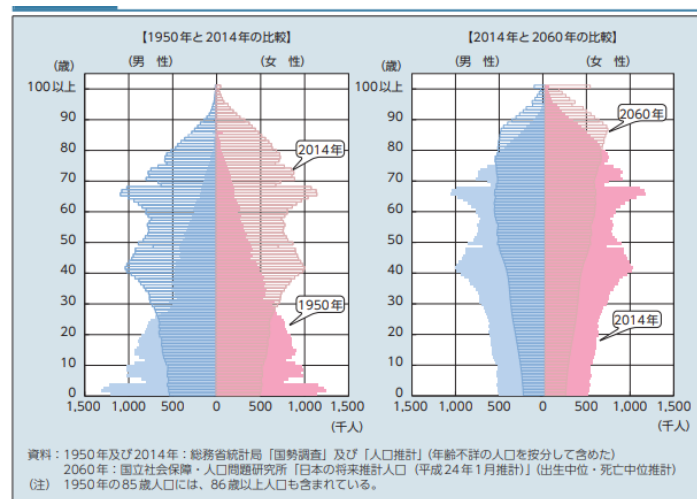 【1950年と2014年の比較】
【2014年と2060年の比較】
(歳) (男 性) (女 性)
(歳) (男 性) (女 性)
100以上
90
80
70
60
50
40
30
20
10
0
2014年
1950年
1,500 1,000 500 0 500 1,000 1,500
(千人)
100以上
90
80
70
60
50
40
30
20
10
0
2060年
2014年
1,500 1,000 500 0 500 1,000 1,500
(千人)
資料：1950年及び2014年：総務省統計局「国勢調査」及び「人口推計」(年齢不詳の人口を按分して含めた)
2060年：国立社会保障・人口問題研究所「日本の将来推計人口（平成24年1月推計）」(出生中位・死亡中位推計)
(注) 1950年の85歳人口には、86歳以上人口も含まれている。